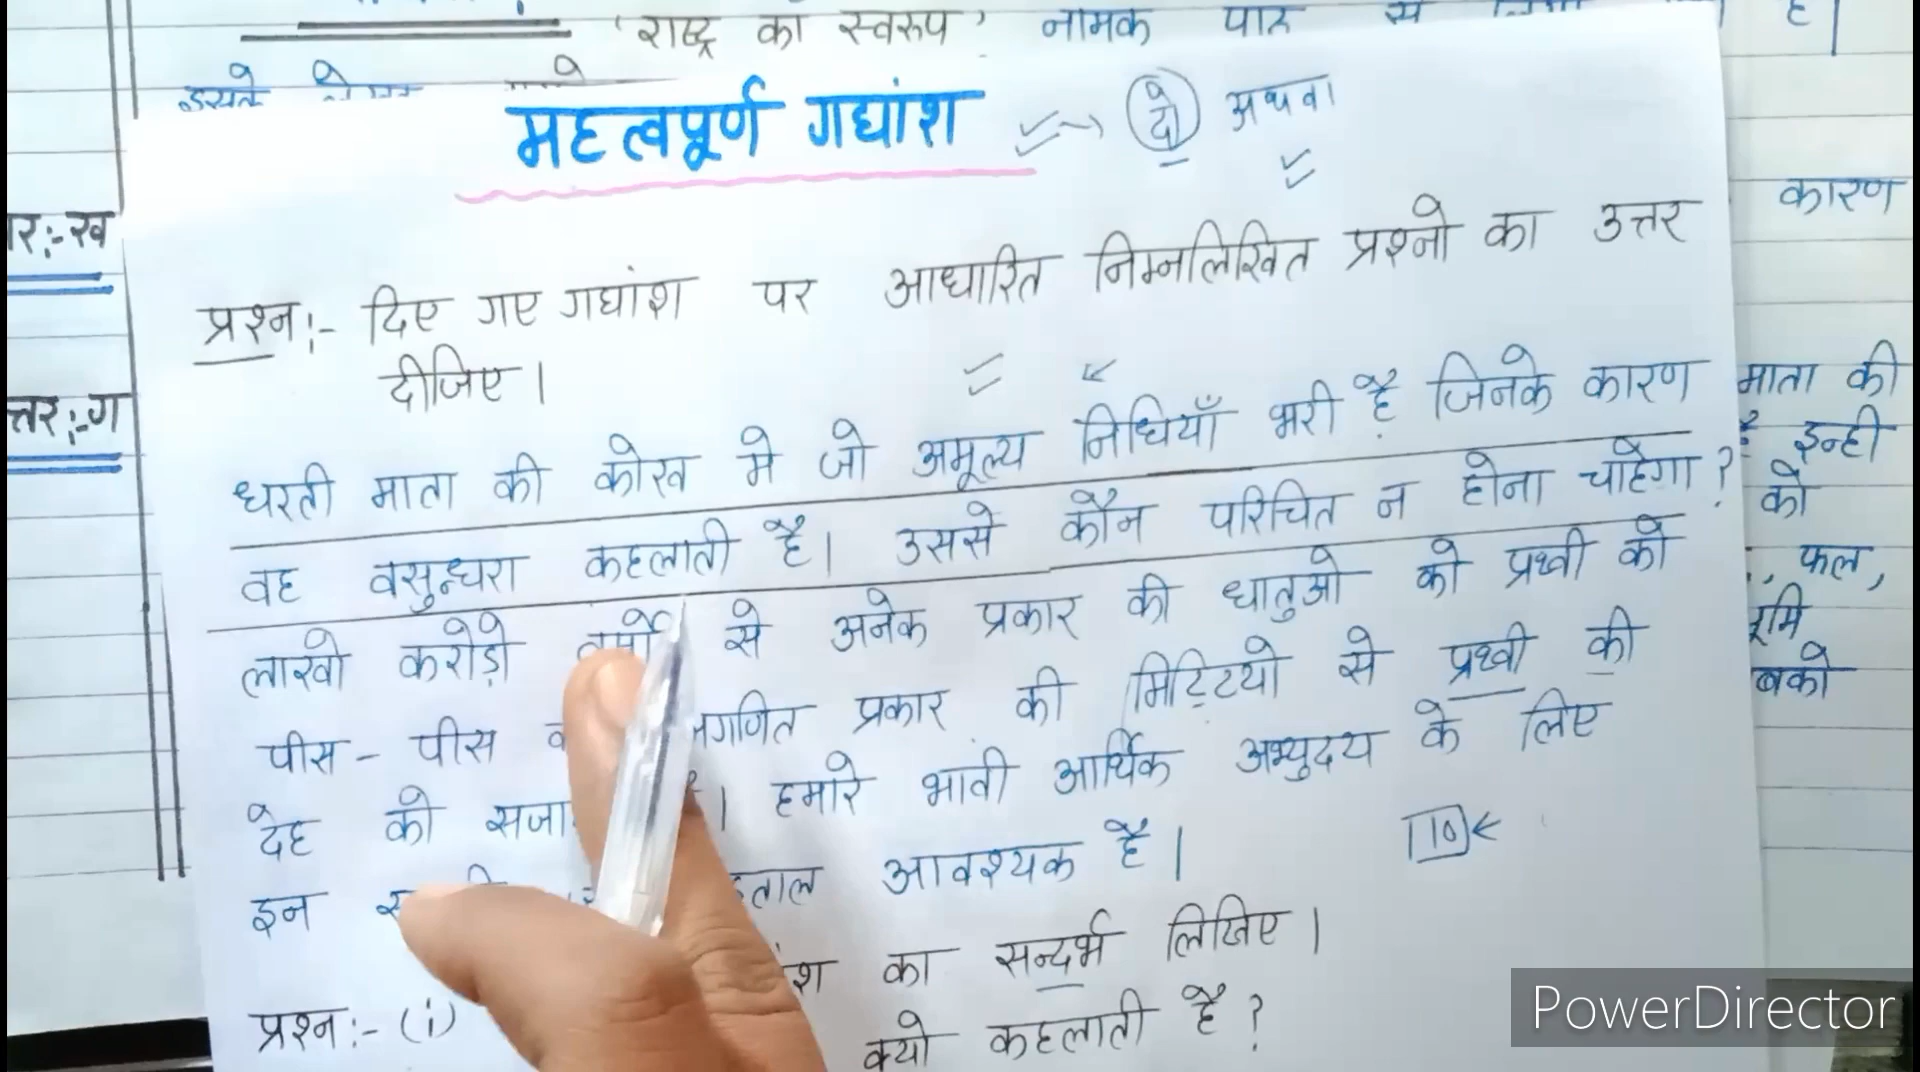 'राष्ट्र का स्वरूप' नामक
महत्वपूर्ण गद्यांश दो अथवा
कारण
प्रश्न:- दिए गए गद्यांश पर आधारित निम्नलिखित प्रश्नो का उत्तर
दीजिए।
धरती माता की कोख मे जो अमूल्य निधियाँ भरी है जिनके कारण
माता की
वह वसुन्धरा कहलाती है। उससे कौन परिचित न होना चाहेगा?
इन्ही
को
लाखो करोड़ो से अनेक प्रकार की धातुओ को प्रथ्वी को
, फल,
पीस - पीस प्रकार की मिट्टियो से प्रथ्वी की
बको
देह को हमारे भावी आर्थिक अभ्युदय के लिए
इन आवश्यक है। 10
प्रश्न:- (i) का सन्दर्भ लिखिए।
क्यो कहलाती है?
PowerDirector